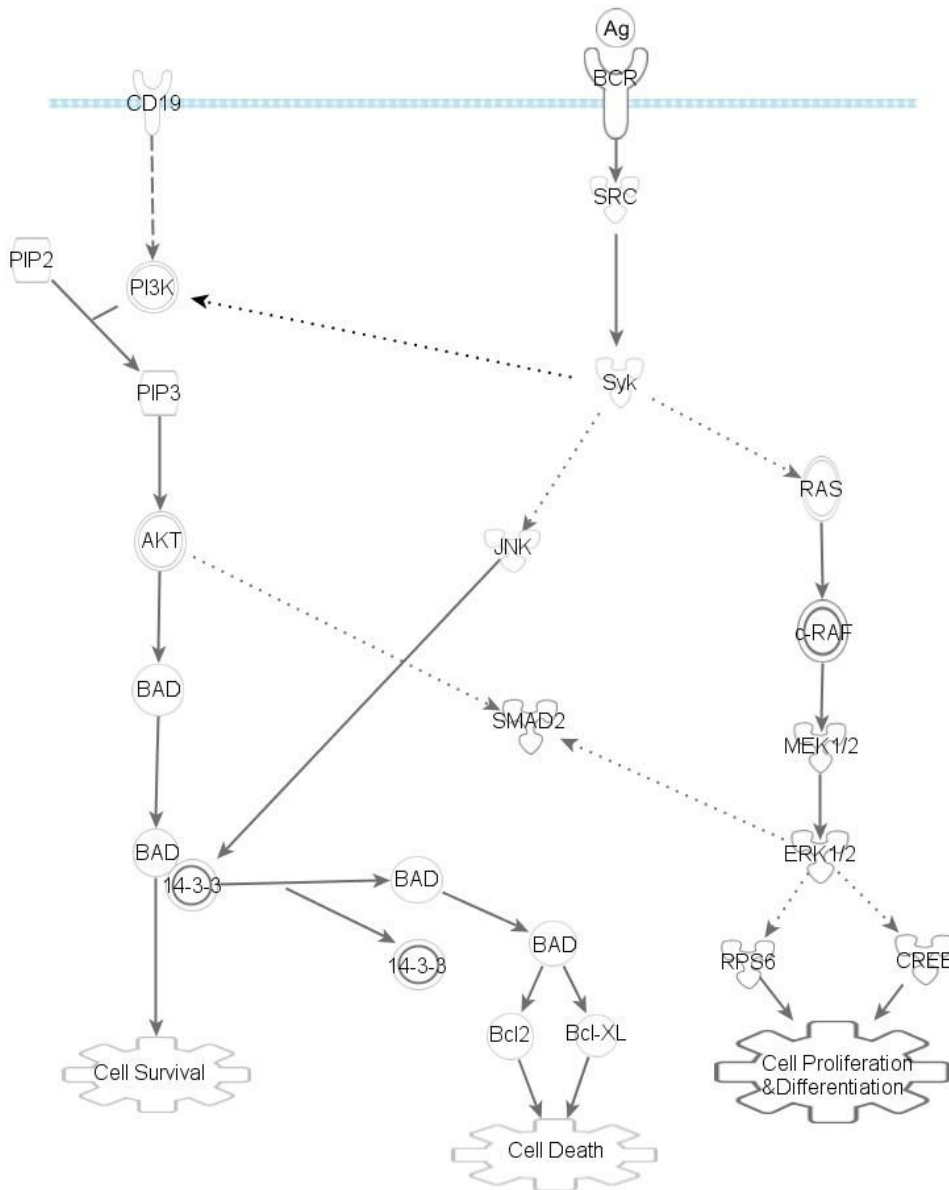 Ag
BCR
CD19
SRC
PIP2
PI3K
PIP3
Syk
RAS
AKT
JNK
c-RAF
BAD
SMAD2
MEK1/2
BAD
14-3-3
BAD
ERK1/2
BAD
14-3-3
RPS6
CREB
Bcl2
Bcl-XL
Cell Survival
Cell Proliferation
&Differentiation
Cell Death